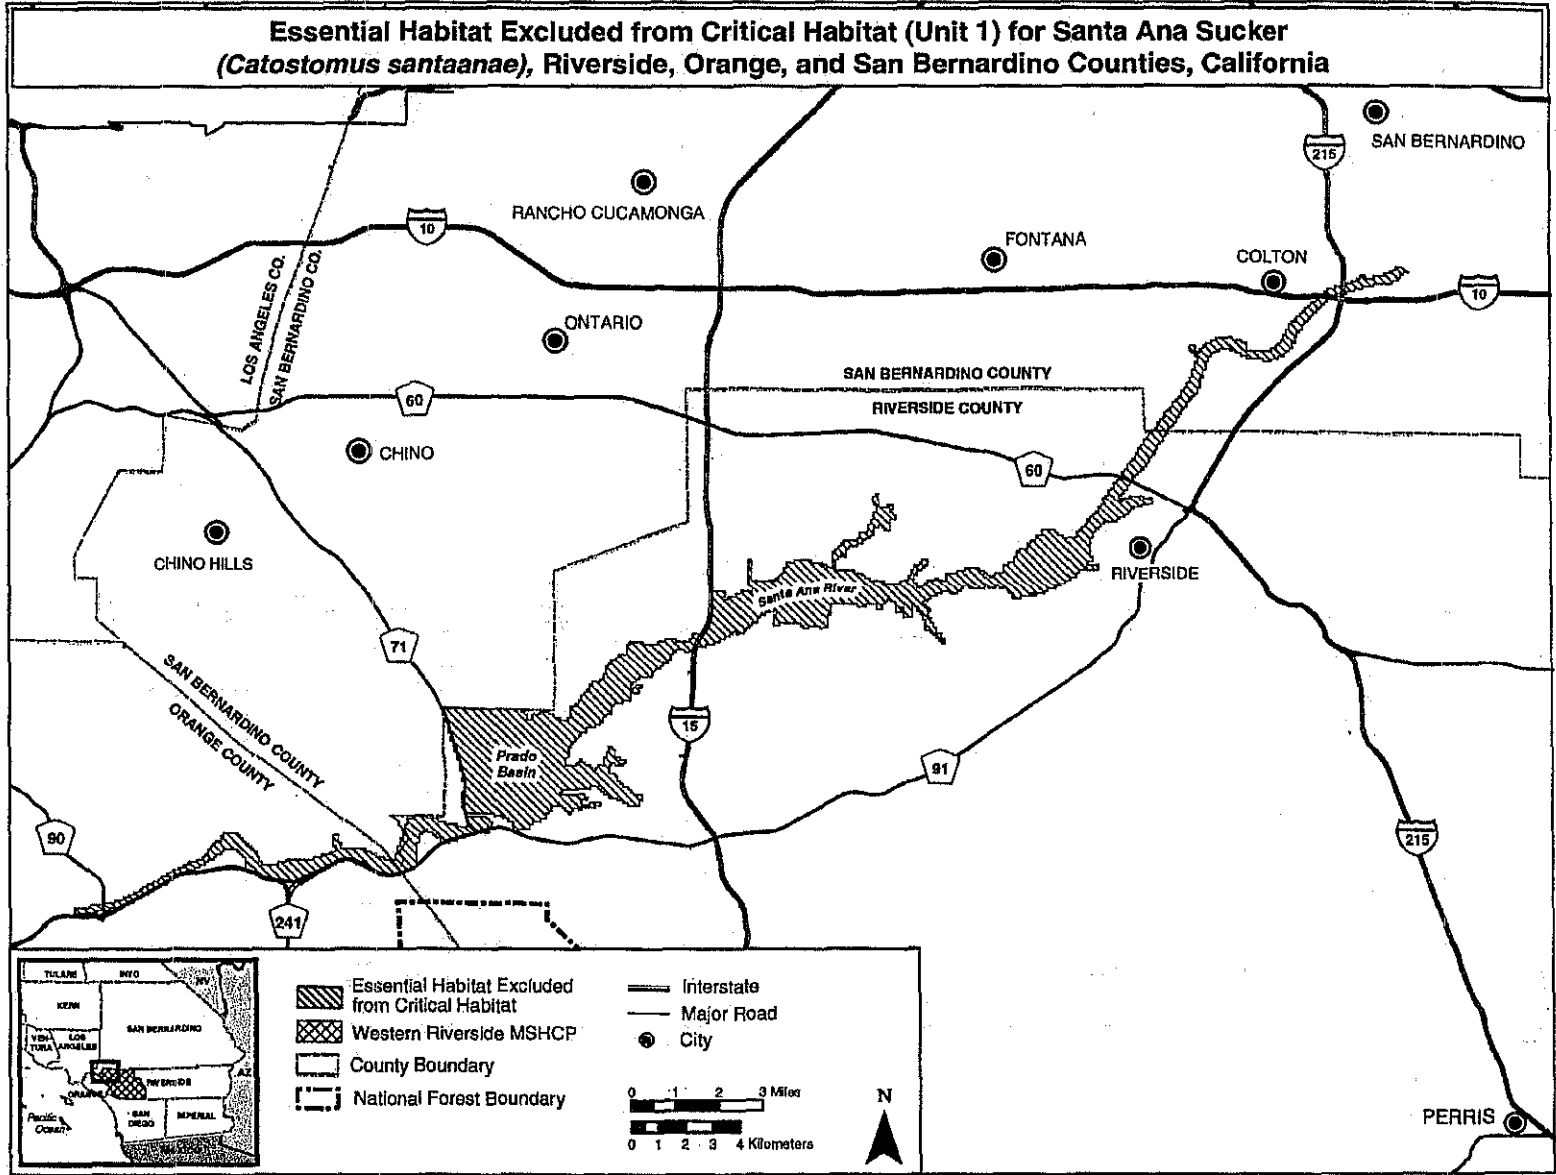 Essential Habitat Excluded from Critical Habitat (Unit 1) for Santa Ana Sucker
(Catostomus santaanae), Riverside, Orange, and San Bernardino Counties, California
SAN BERNARDINO
215
RANCHO CUCAMONGA
10
FONTANA
COLTON
10
LOS ANGELES CO.
SAN BERNARDINO CO.
ONTARIO
SAN BERNARDINO COUNTY
RIVERSIDE COUNTY
60
CHINO
60
CHINO HILLS
RIVERSIDE
Santa Ana River
71
SAN BERNARDINO COUNTY
ORANGE COUNTY
15
Prado
Basin
91
90
215
241
TULARE
INYO
NV
KERN
SAN BERNARDINO
VEN-
TURA
LOS
ANGELES
AZ
RIVERSIDE
ORANGE
Pacific
Ocean
SAN
DIEGO
IMPERIAL
Essential Habitat Excluded
from Critical Habitat
Western Riverside MSHCP
County Boundary
National Forest Boundary
Interstate
Major Road
City
0 1 2 3 Miles
0 1 2 3 4 Kilometers
N
PERRIS